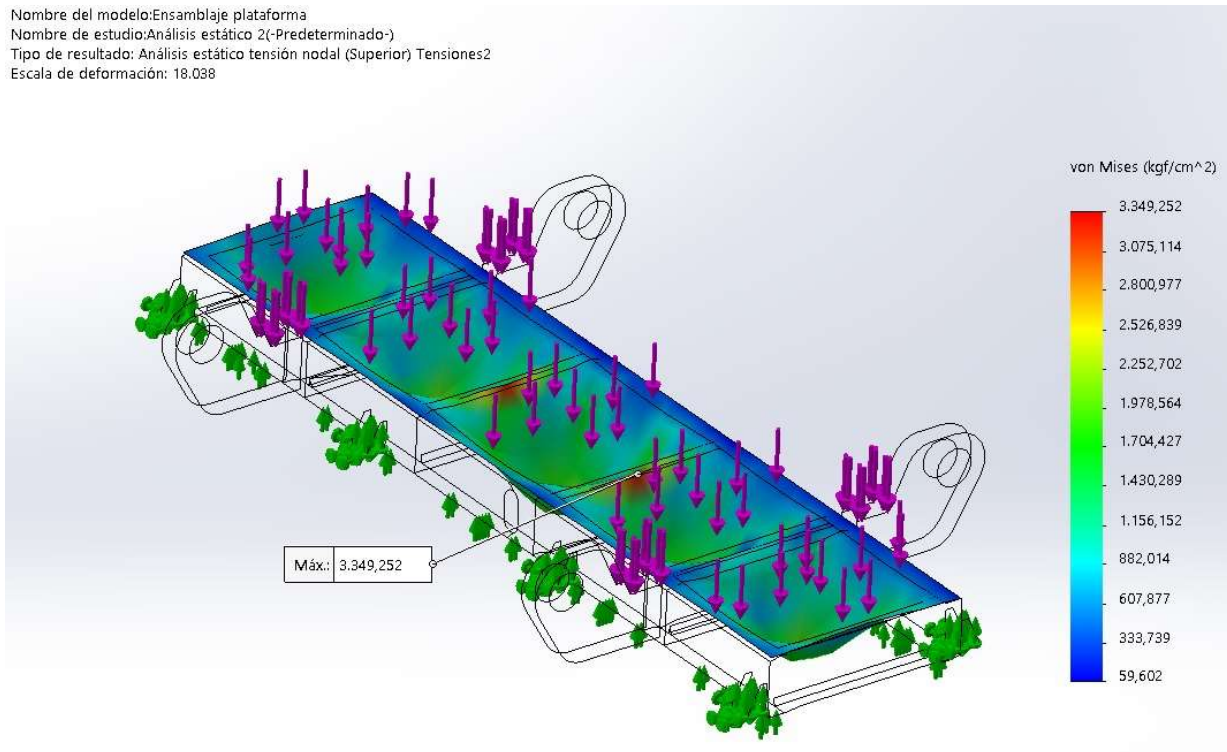 Nombre del modelo:Ensamblaje plataforma
Nombre de estudio:Análisis estático 2(-Predeterminado-)
Tipo de resultado: Análisis estático tensión nodal (Superior) Tensiones2
Escala de deformación: 18.038
von Mises (kgf/cm^2)
3.349,252
3.075,114
2.800,977
2.526,839
2.252,702
1.978,564
1.704,427
1430,289
1.156,152
882,014
607,877
333,739
59,602
Máx.: 3.349,252